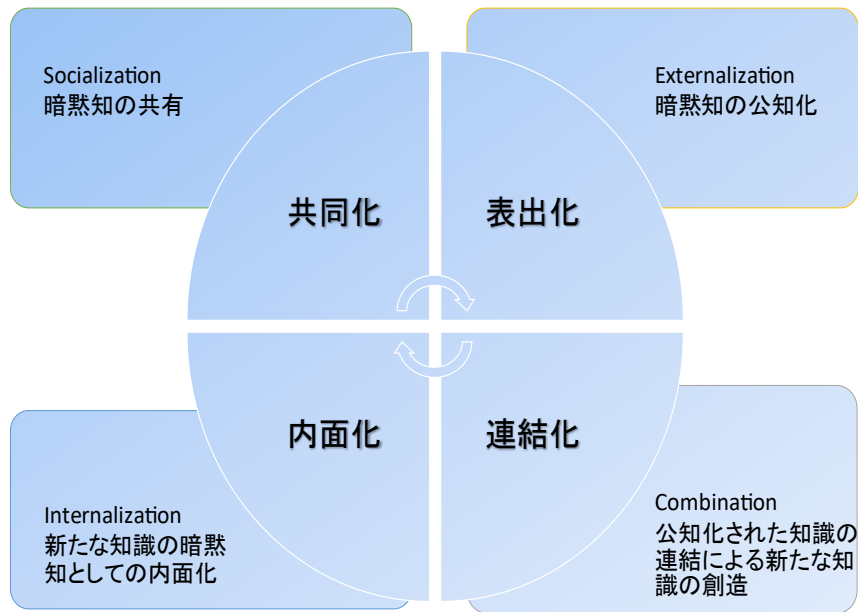 Socialization
暗黙知の共有
Externalization
暗黙知の公知化
共同化
表出化
内面化
連結化
Internalization
新たな知識の暗黙
知としての内面化
Combination
公知化された知識の
連結による新たな知
識の創造